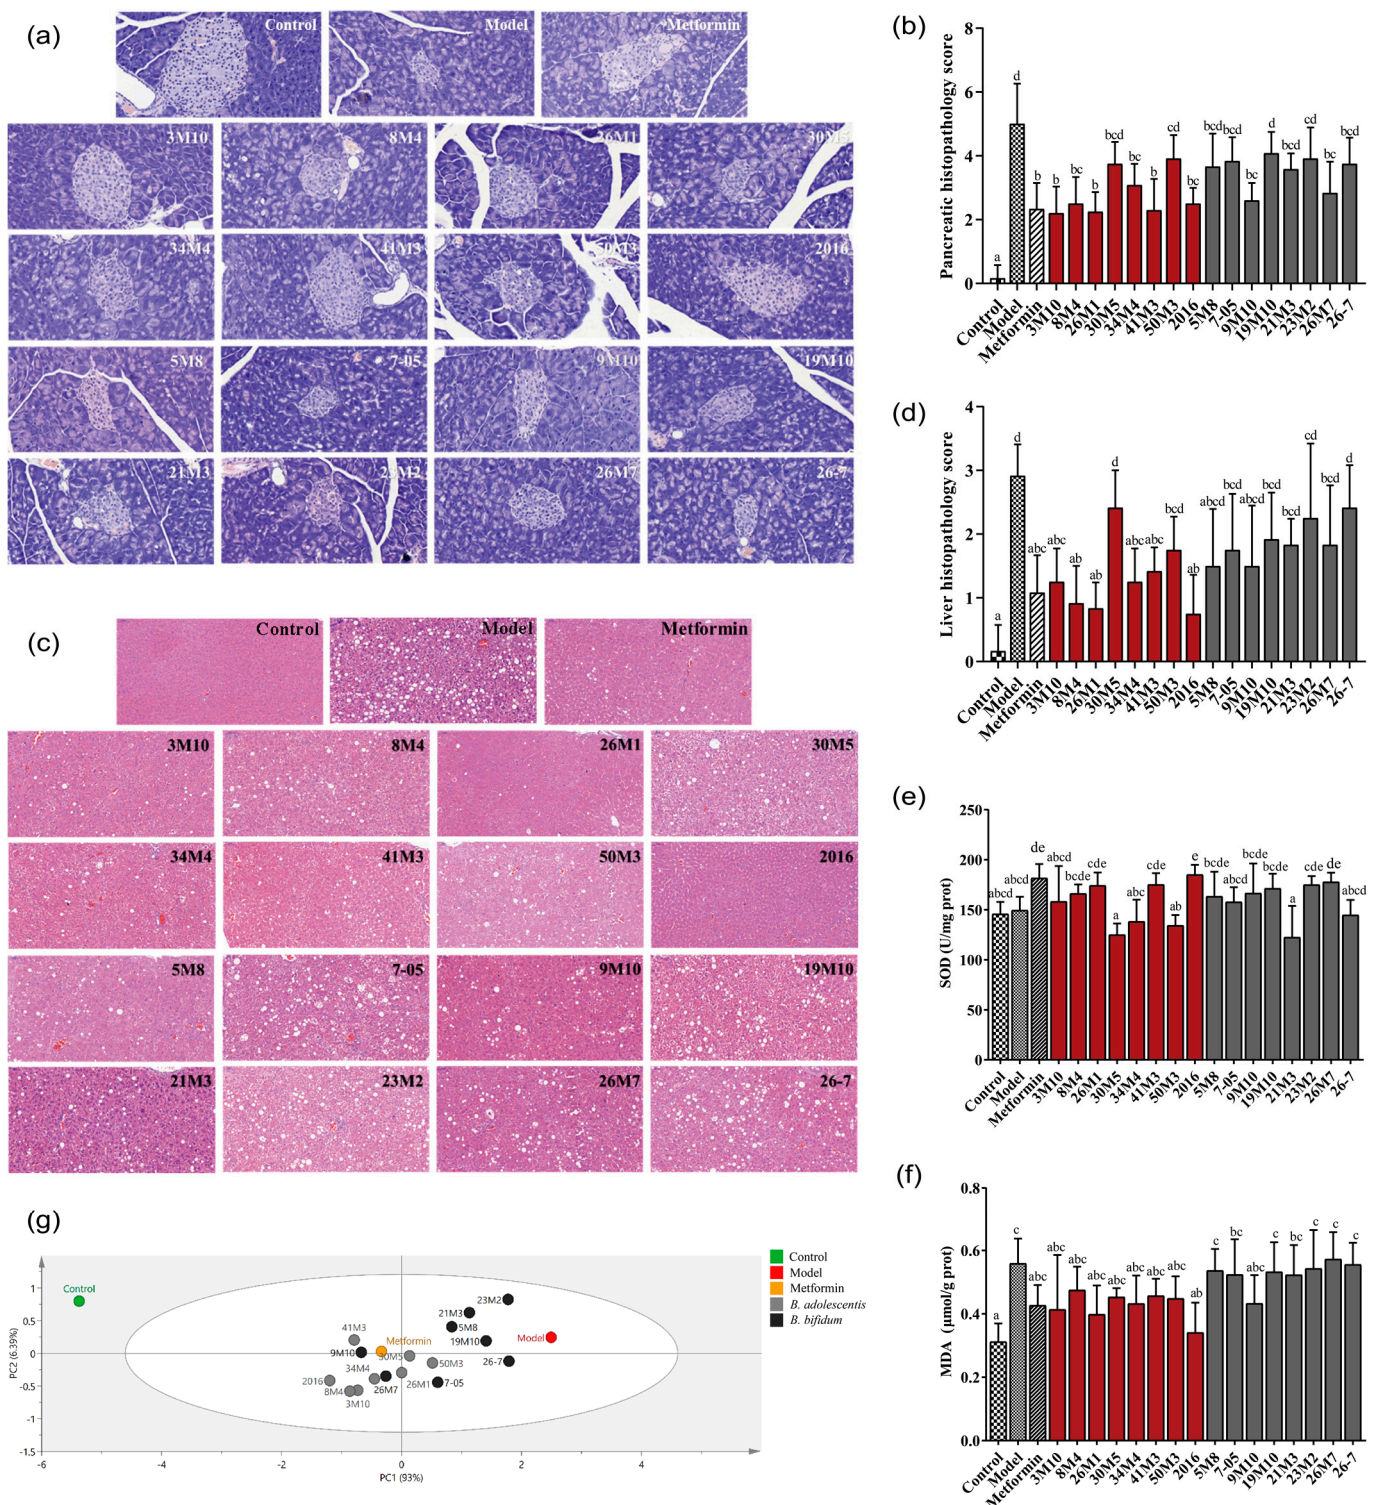 (a)
Control
Model
Metformin
3M10
8M4
26M1
30M5
34M4
41M3
50M3
2016
5M8
7-05
9M10
19M10
21M3
23M2
26M7
26-7
(b)
Pancreatic histopathology score
8
6
4
2
0
a
d
b
b
bc
b
bcd
bc
bc
cd
bc
bcd
bcd
bc
d
bcd
cd
bc
bcd
Control
Model
Metformin
3M10
8M4
26M1
30M5
34M4
41M3
50M3
2016
5M8
7-05
9M10
19M10
21M3
23M2
26M7
26-7
(c)
Control
Model
Metformin
3M10
8M4
26M1
30M5
34M4
41M3
50M3
2016
5M8
7-05
9M10
19M10
21M3
23M2
26M7
26-7
(d)
Liver histopathology score
4
3
2
1
0
a
d
abc
abc
ab
ab
d
abc
abc
bcd
ab
abcd
bcd
bcd
bcd
bcd
cd
bcd
d
Control
Model
Metformin
3M10
8M4
26M1
30M5
34M4
41M3
50M3
2016
5M8
7-05
9M10
19M10
21M3
23M2
26M7
26-7
(e)
SOD (U/mg prot)
250
200
150
100
50
0
abcd
abcd
de
abcd
bcde
cde
a
abc
cde
ab
e
bcde
abcd
bcde
cde
a
cde
de
abcd
Control
Model
Metformin
3M10
8M4
26M1
30M5
34M4
41M3
50M3
2016
5M8
7-05
9M10
19M10
21M3
23M2
26M7
26-7
(f)
MDA (μmol/g prot)
0.8
0.6
0.4
0.2
0.0
a
c
abc
abc
abc
abc
abc
abc
abc
abc
ab
c
bc
abc
c
bc
c
c
c
Control
Model
Metformin
3M10
8M4
26M1
30M5
34M4
41M3
50M3
2016
5M8
7-05
9M10
19M10
21M3
23M2
26M7
26-7
(g)
PC2 (6.39%)
1
0.5
0
-0.5
-1
-1.5
-6
-4
-2
0
2
4
PC1 (93%)
Control
41M3
9M10
Metformin
30M5
34M4
2016
8M4
3M10
26M7
26M1
50M3
7-05
21M3
5M8
23M2
19M10
26-7
Model
Control
Model
Metformin
B. adolescentis
B. bifidum